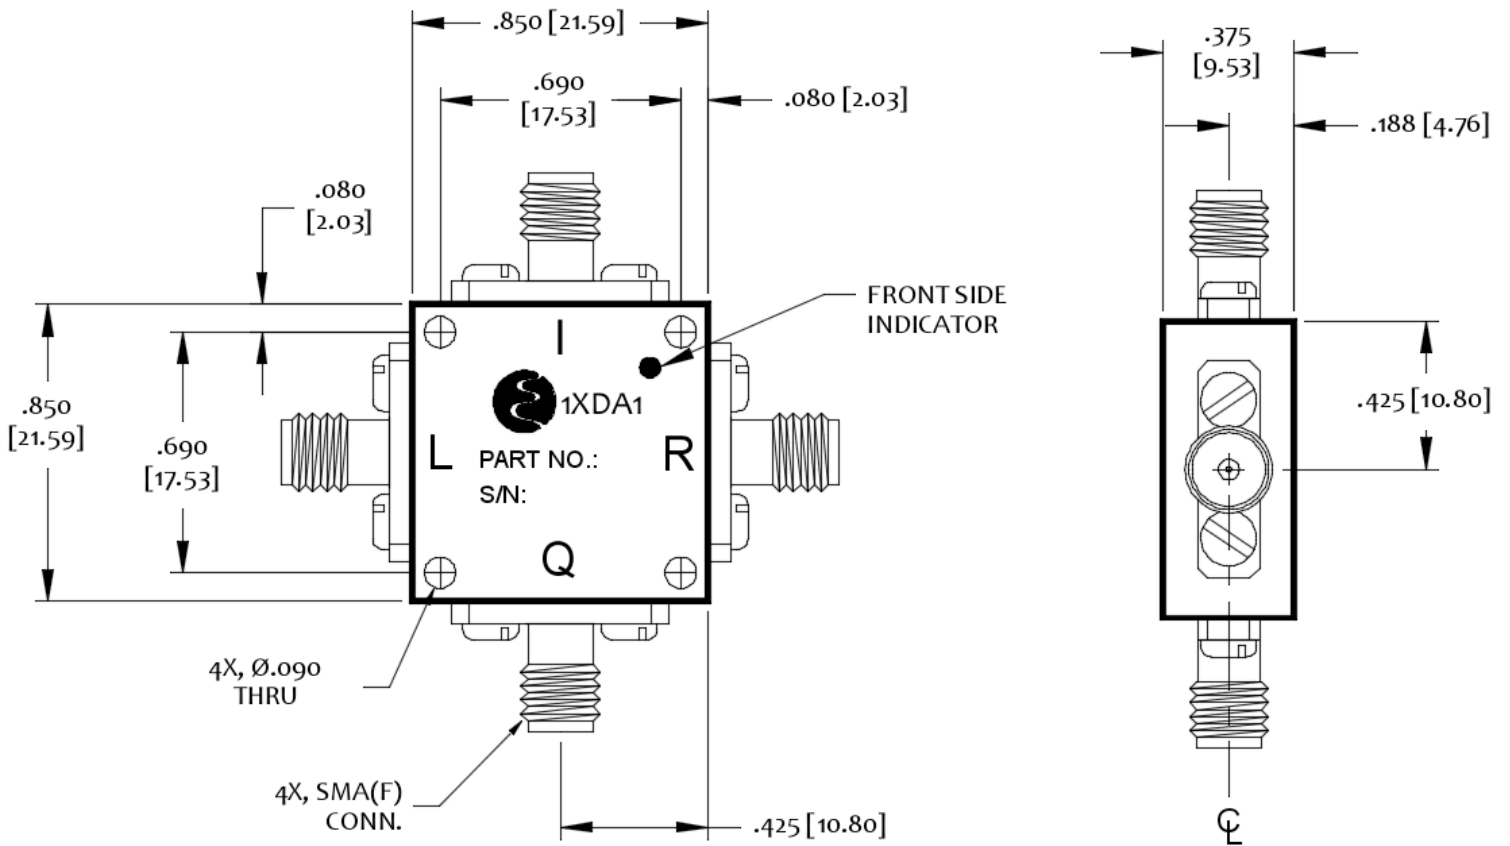 .850 [21.59]
.690
[17.53]
.080 [2.03]
.375
[9.53]
.188 [4.76]
.080
[2.03]
FRONT SIDE
INDICATOR
I
1XDA1
.850
[21.59]
.690
[17.53]
L
R
PART NO.:
S/N:
Q
.425 [10.80]
4X, Ø.090
THRU
4X, SMA(F)
CONN.
.425 [10.80]
℄